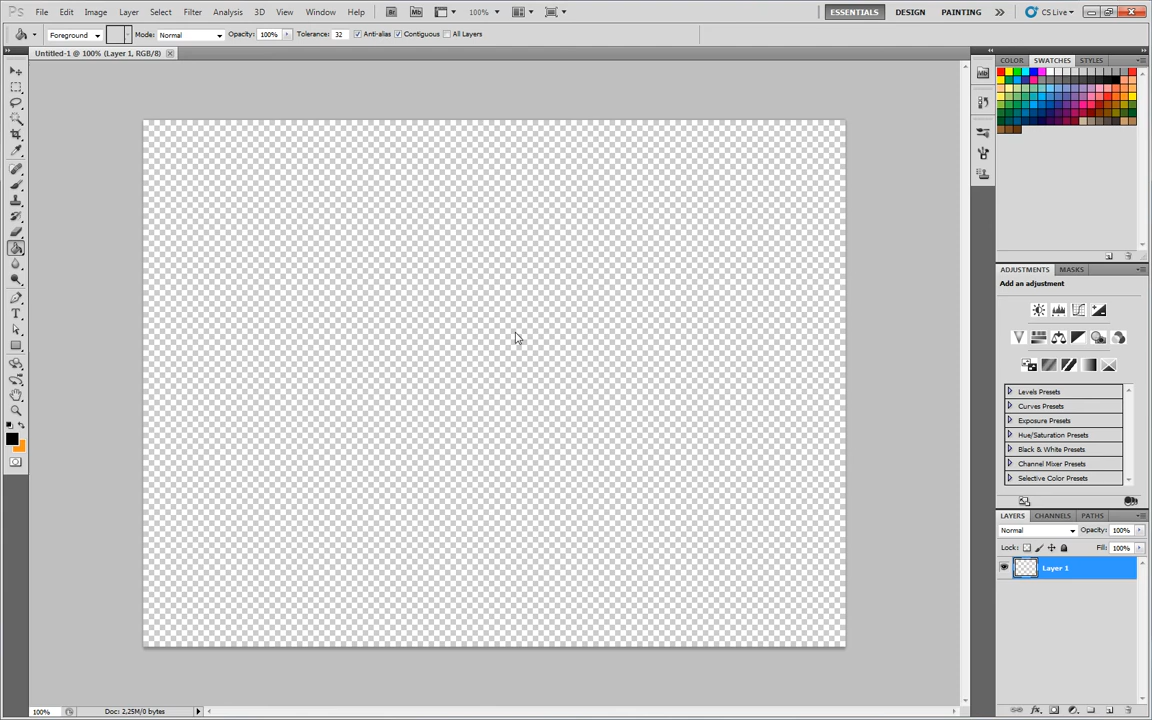 Ps File Edit Image Layer Select Filter Analysis 3D View Window Help Br Mb 100% ESSENTIALS DESIGN PAINTING CS Live
Foreground Mode: Normal Opacity: 100% Tolerance: 32 Anti-alias Contiguous All Layers
Untitled-1 @ 100% (Layer 1, RGB/8)
COLOR SWATCHES STYLES
Mb
ADJUSTMENTS MASKS
Add an adjustment
Levels Presets
Curves Presets
Exposure Presets
Hue/Saturation Presets
Black & White Presets
Channel Mixer Presets
Selective Color Presets
LAYERS CHANNELS PATHS
Normal Opacity: 100%
Lock: Fill: 100%
Layer 1
100% Doc: 2,25M/0 bytes